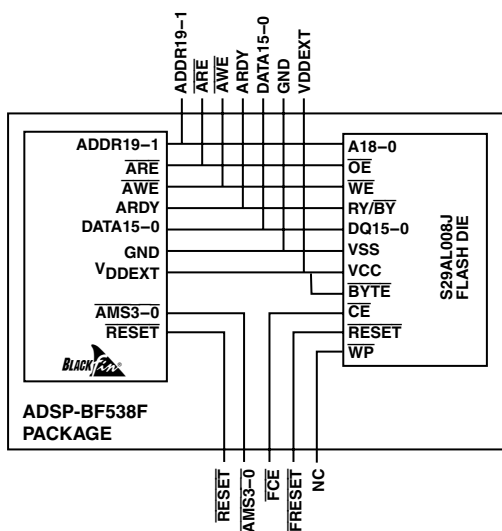 ADDR19–1
ARE
AWE
ARDY
DATA15–0
GND
VDDEXT
ADDR19–1
ARE
AWE
ARDY
DATA15–0
GND
VDDEXT
AMS3–0
RESET
BLACKfin®
A18–0
OE
WE
RY/BY
DQ15–0
VSS
VCC
BYTE
CE
RESET
WP
S29AL008J
FLASH DIE
ADSP-BF538F
PACKAGE
RESET
AMS3–0
FCE
FRESET
NC